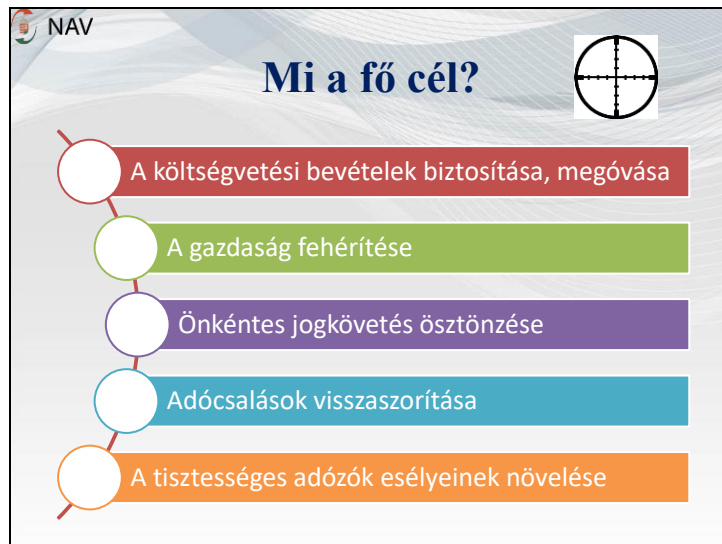 NAV
Mi a fő cél?
A költségvetési bevételek biztosítása, megóvása
A gazdaság fehérítése
Önkéntes jogkövetés ösztönzése
Adócsalások visszaszorítása
A tisztességes adózók esélyeinek növelése